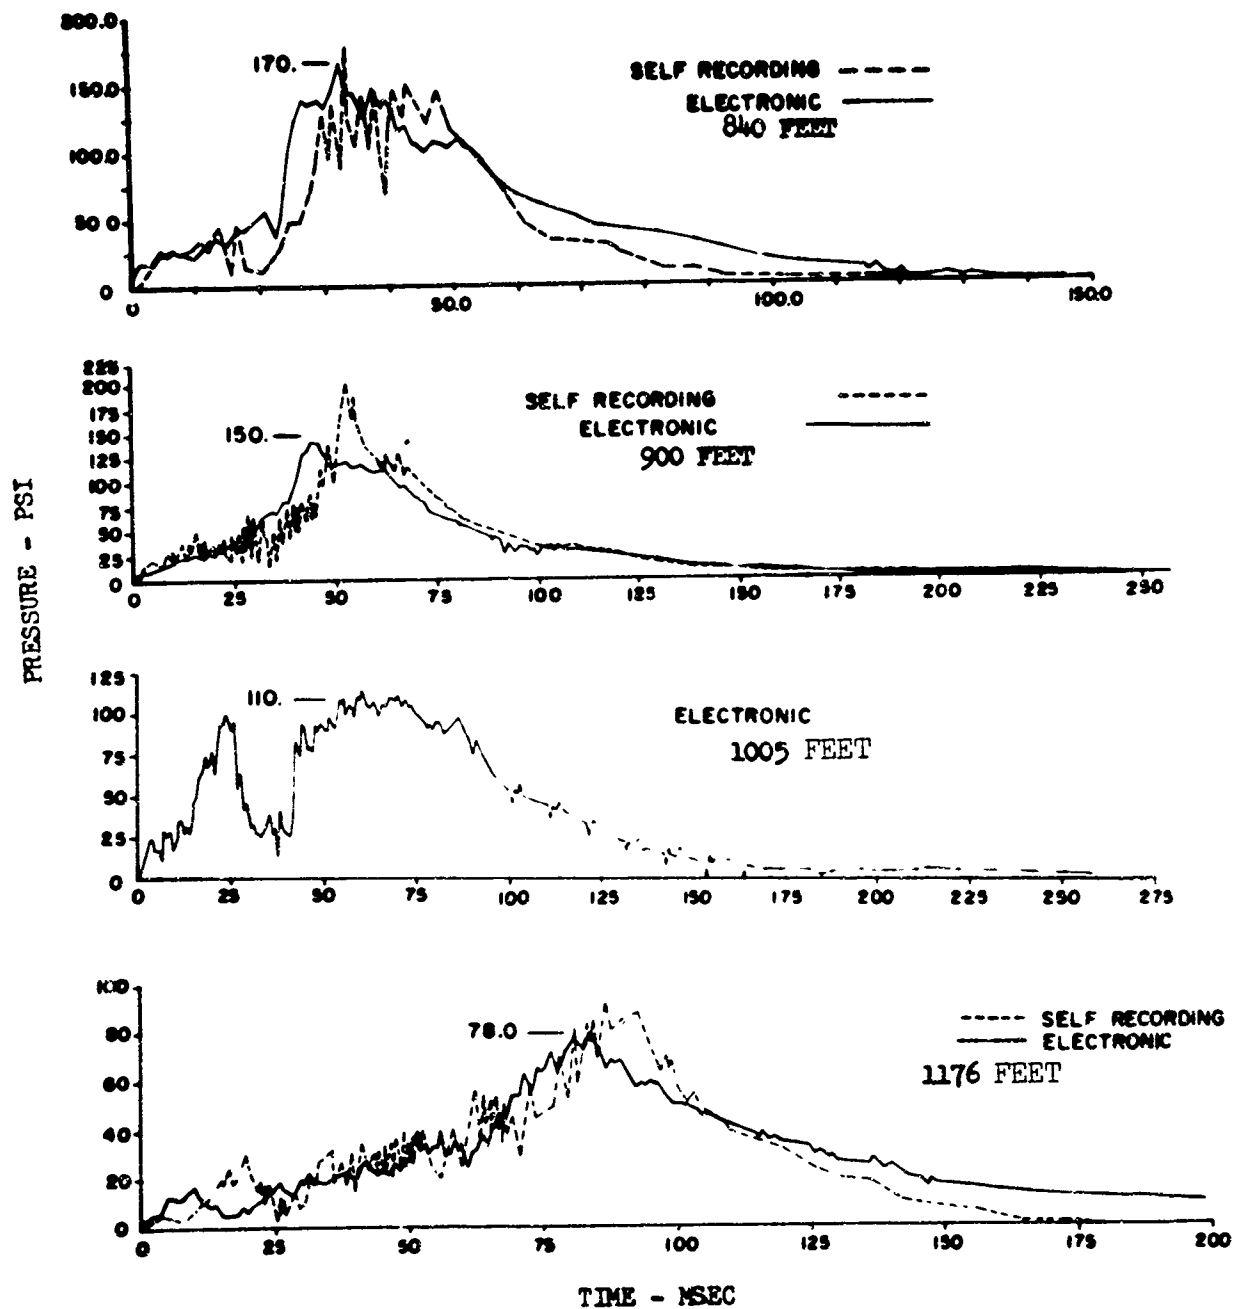 200.0
150.0
100.0
50.0
0
170.
SELF RECORDING
ELECTRONIC
840 FEET
0 50.0 100.0 150.0
225
200
175
150
125
100
75
50
25
0
150.
SELF RECORDING
ELECTRONIC
900 FEET
0 25 50 75 100 125 150 175 200 225 250
PRESSURE - PSI
125
100
75
50
25
0
110.
ELECTRONIC
1005 FEET
0 25 50 75 100 125 150 175 200 225 250 275
100
80
60
40
20
0
78.0
SELF RECORDING
ELECTRONIC
1176 FEET
0 25 50 75 100 125 150 175 200
TIME - MSEC